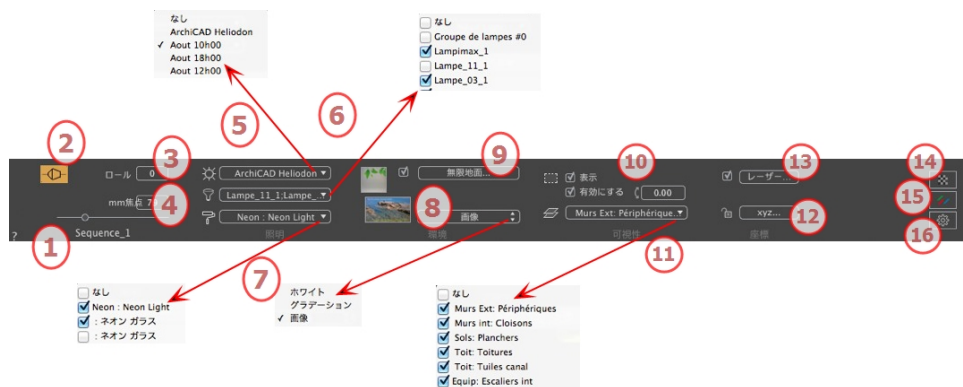 なし
ArchiCAD Heliodon
✓ Aout 10h00
Aout 18h00
Aout 12h00
なし
Groupe de lampes #0
Lampimax_1
Lampe_11_1
Lampe_03_1
1
2
3
4
5
6
7
8
9
10
11
12
13
14
15
16
ロール 0
mm焦点
Sequence_1
?
ArchiCAD Heliodon
Lampe_11_1;Lampe_...
Neon : Neon Light
照明
無限地面...
画像
環境
表示
有効にする 0.00
Murs Ext: Périphérique...
可視性
レーザー...
xyz...
座標
なし
Neon : Neon Light
: ネオン ガラス
: ネオン ガラス
ホワイト
グラデーション
✓ 画像
なし
Murs Ext: Périphériques
Murs int: Cloisons
Sols: Planchers
Toit: Toitures
Toit: Tuiles canal
Equip: Escaliers int